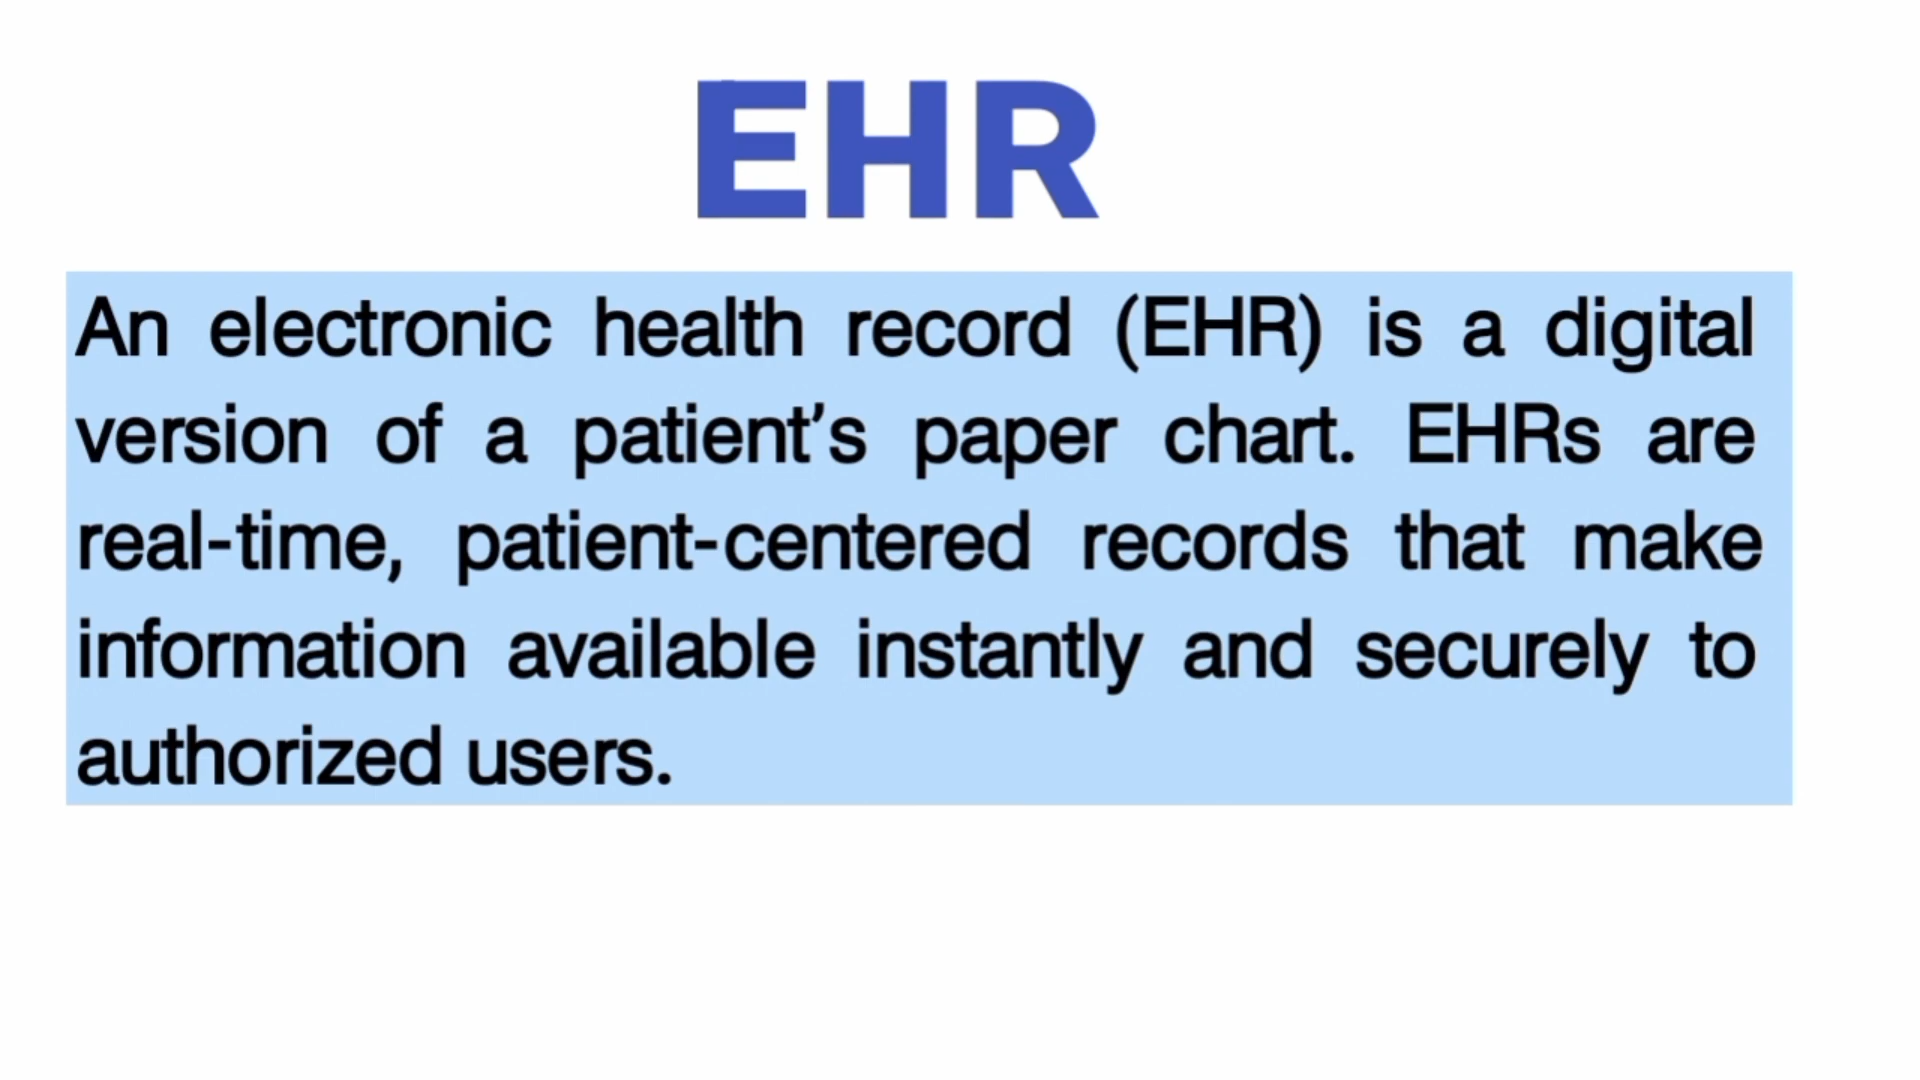 EHR
An electronic health record (EHR) is a digital
version of a patient’s paper chart. EHRs are
real-time, patient-centered records that make
information available instantly and securely to
authorized users.